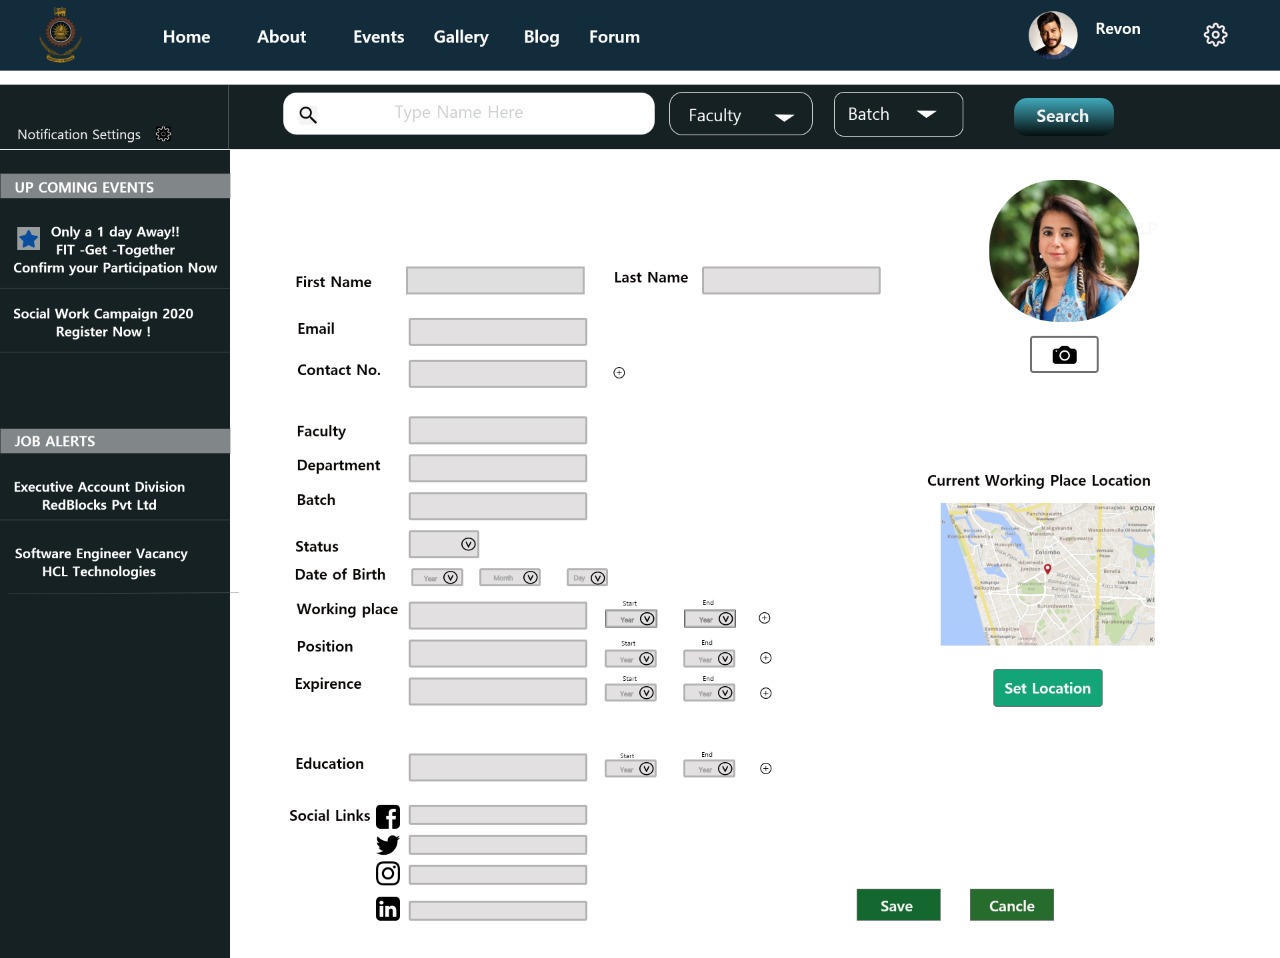 Home About Events Gallery Blog Forum Revon
Type Name Here Faculty Batch Search
Notification Settings
UP COMING EVENTS
Only a 1 day Away!!
FIT -Get -Together
Confirm your Participation Now
Social Work Campaign 2020
Register Now !
JOB ALERTS
Executive Account Division
RedBlocks Pvt Ltd
Software Engineer Vacancy
HCL Technologies
First Name Last Name
Email
Contact No.
Faculty
Department
Batch
Status
Date of Birth Year V Month V Day V
V
Start End
Working place Year V Year V
Start End
Position Year V Year V
Start End
Expirence Year V Year V
Start End
Education Year V Year V
Social Links
in
Current Working Place Location
Colombo
Set Location
Save Cancle